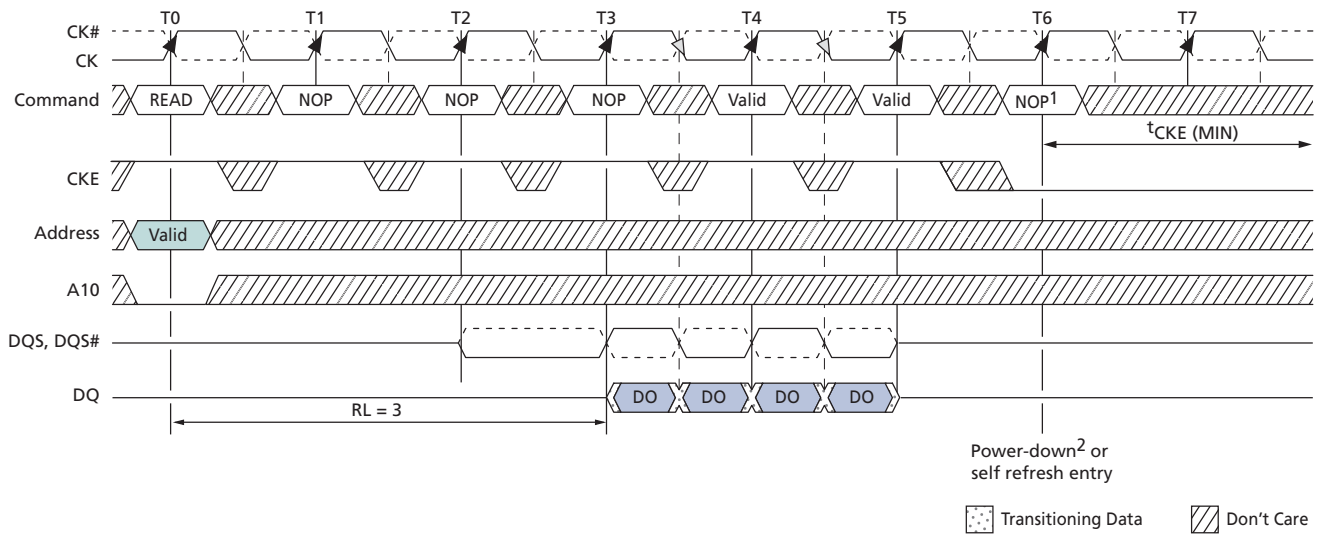 T0 T1 T2 T3 T4 T5 T6 T7
CK#
CK
Command READ NOP NOP NOP Valid Valid NOP1
tCKE (MIN)
CKE
Address Valid
A10
DQS, DQS#
DQ DO DO DO DO
RL = 3
Power-down2 or
self refresh entry
Transitioning Data Don't Care